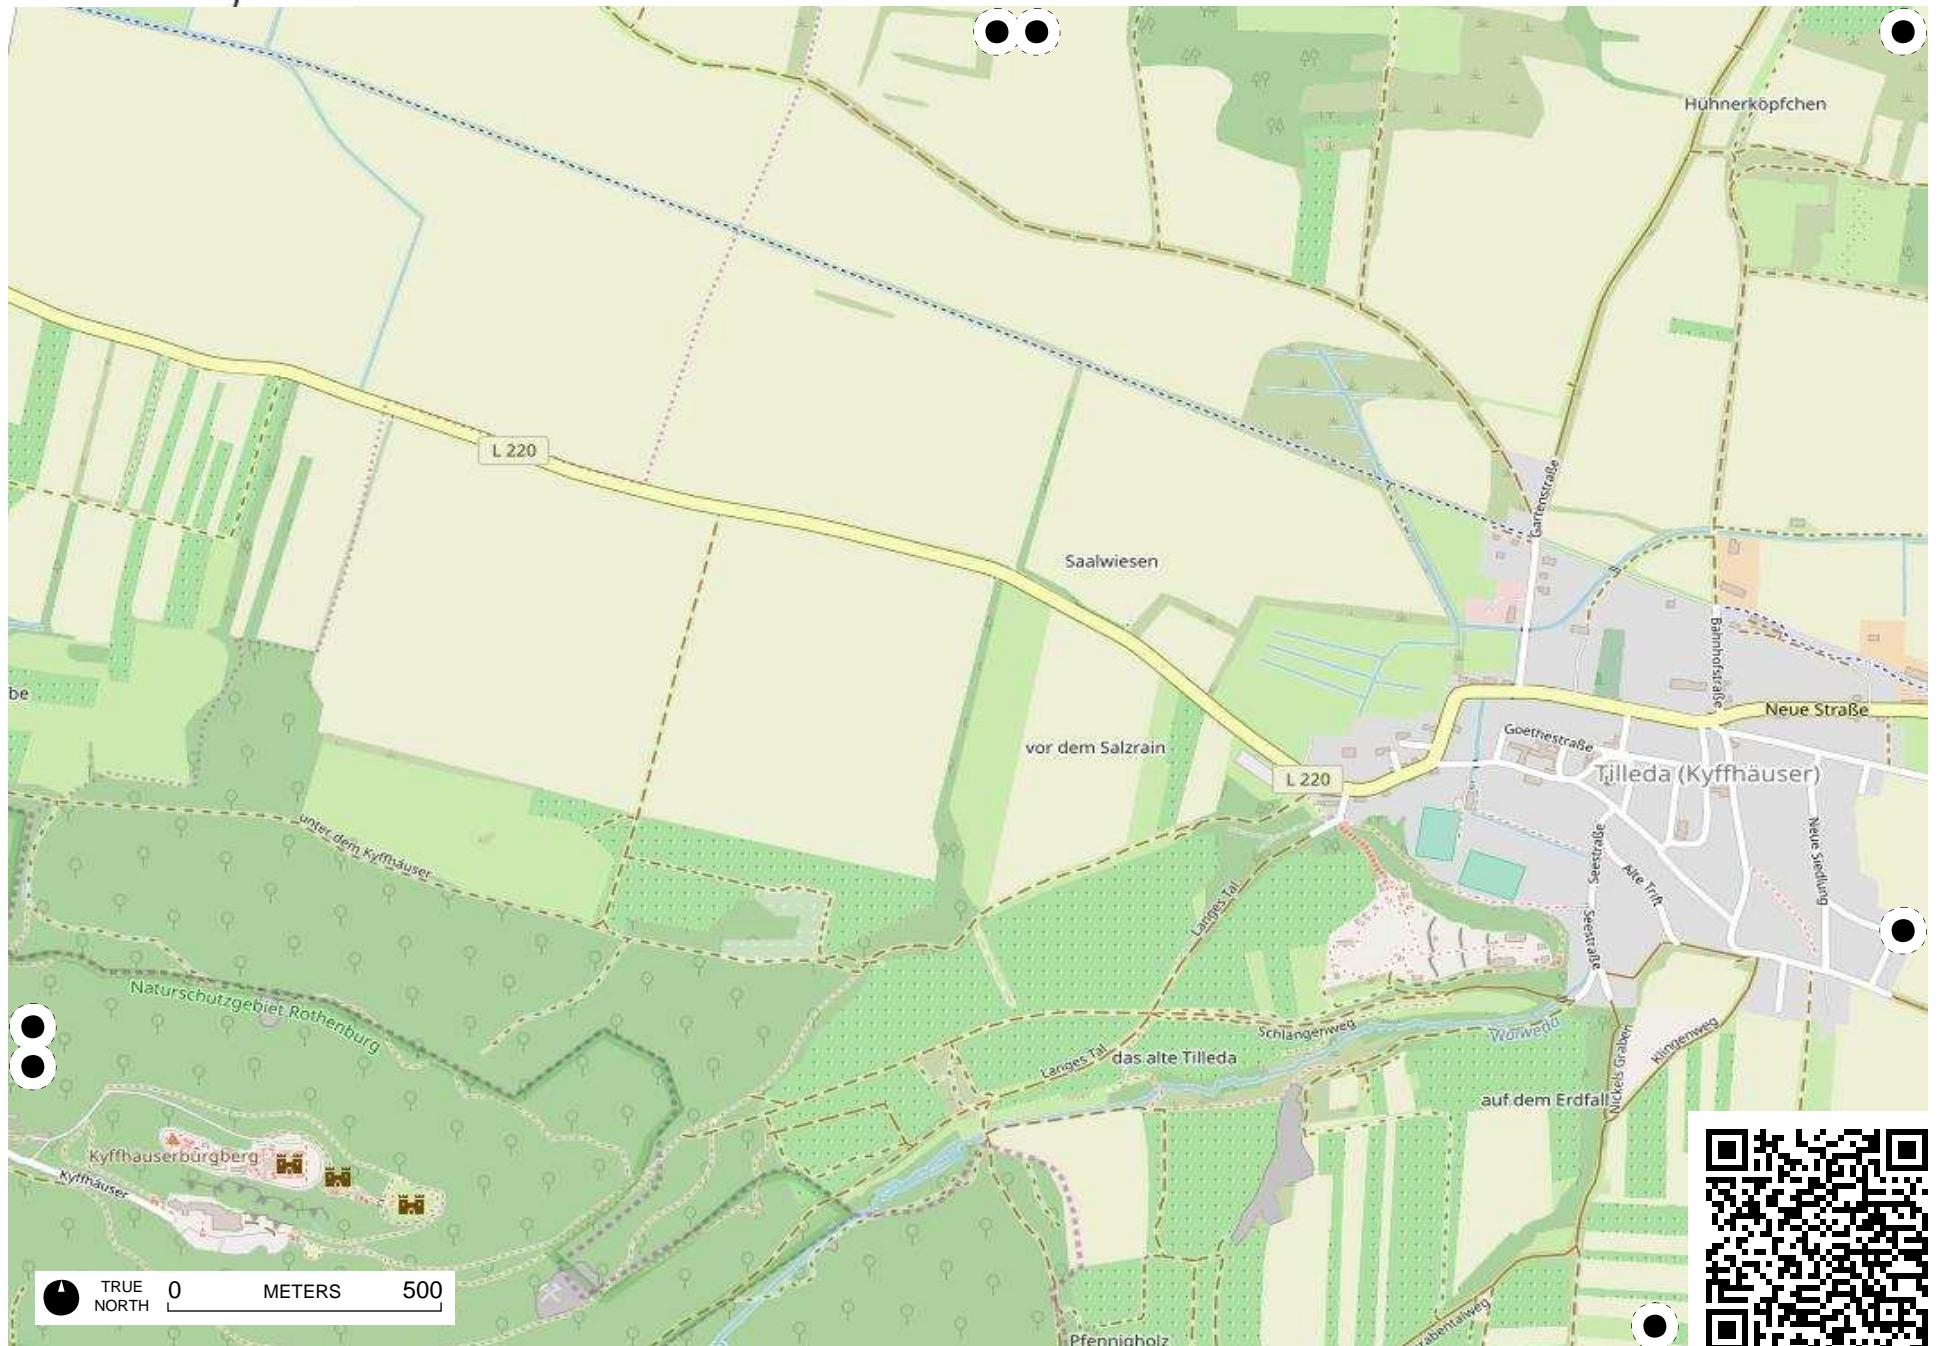 Hühnerköpfchen
L 220
Gartenstraße
Saalwiesen
Bahnhofstraße
be
Neue Straße
Goethestraße
vor dem Salzrain
L 220
Tilleda (Kyffhäuser)
unter dem Kyffhäuser
Seestraße
Alte Trift
Neue Siedlung
Langes Tal
Seestraße
Naturschutzgebiet Rothenburg
Schlangenweg
Wolweda
Langes Tal
das alte Tilleda
Nickels Graben
Klingenweg
auf dem Erdfall
Kyffhäuserburgberg
Kyffhäuser
TRUE
NORTH
0 METERS 500
rabentalweg
Pfennigholz